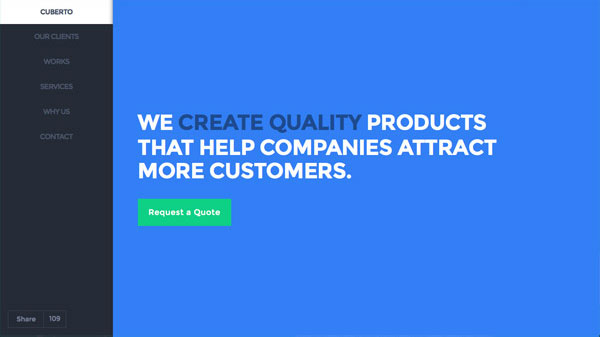 CUBERTO
OUR CLIENTS
WORKS
SERVICES
WHY US
CONTACT
WE CREATE QUALITY PRODUCTS
THAT HELP COMPANIES ATTRACT
MORE CUSTOMERS.
Request a Quote
Share 109